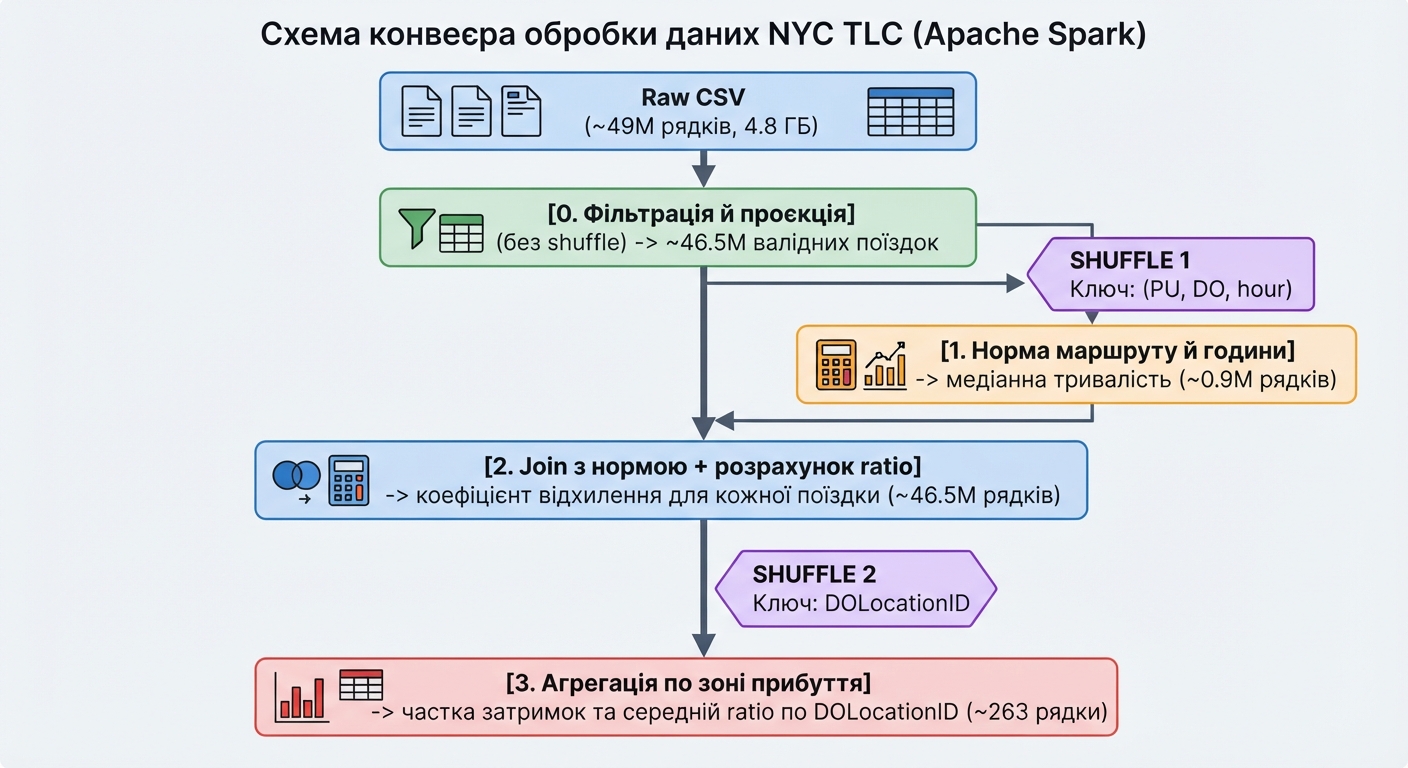 Схема конвеєра обробки даних NYC TLC (Apache Spark)
Raw CSV
(~49M рядків, 4.8 ГБ)
[0. Фільтрація й проєкція]
(без shuffle) -> ~46.5M валідних поїздок
SHUFFLE 1
Ключ: (PU, DO, hour)
[1. Норма маршруту й години]
-> медіанна тривалість (~0.9M рядків)
[2. Join з нормою + розрахунок ratio]
-> коефіцієнт відхилення для кожної поїздки (~46.5M рядків)
SHUFFLE 2
Ключ: DOLocationID
[3. Агрегація по зоні прибуття]
-> частка затримок та середній ratio по DOLocationID (~263 рядки)